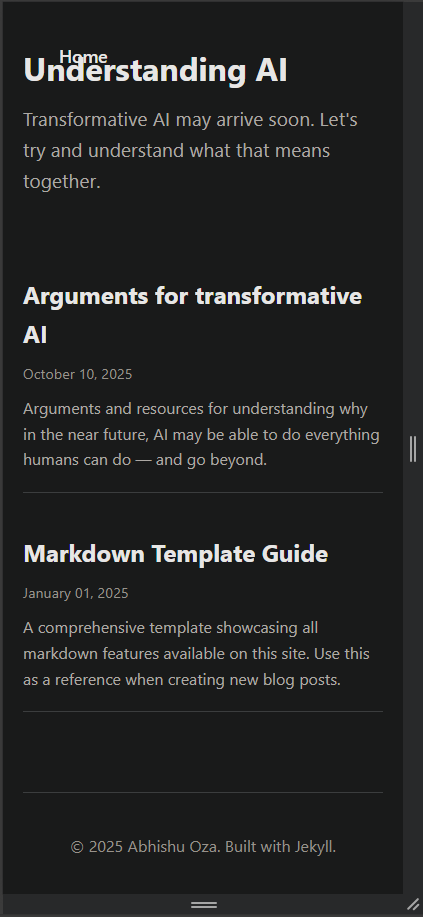 Home
Understanding AI
Transformative AI may arrive soon. Let's
try and understand what that means
together.
Arguments for transformative
AI
October 10, 2025
Arguments and resources for understanding why
in the near future, AI may be able to do everything
humans can do — and go beyond.
Markdown Template Guide
January 01, 2025
A comprehensive template showcasing all
markdown features available on this site. Use this
as a reference when creating new blog posts.
© 2025 Abhishu Oza. Built with Jekyll.